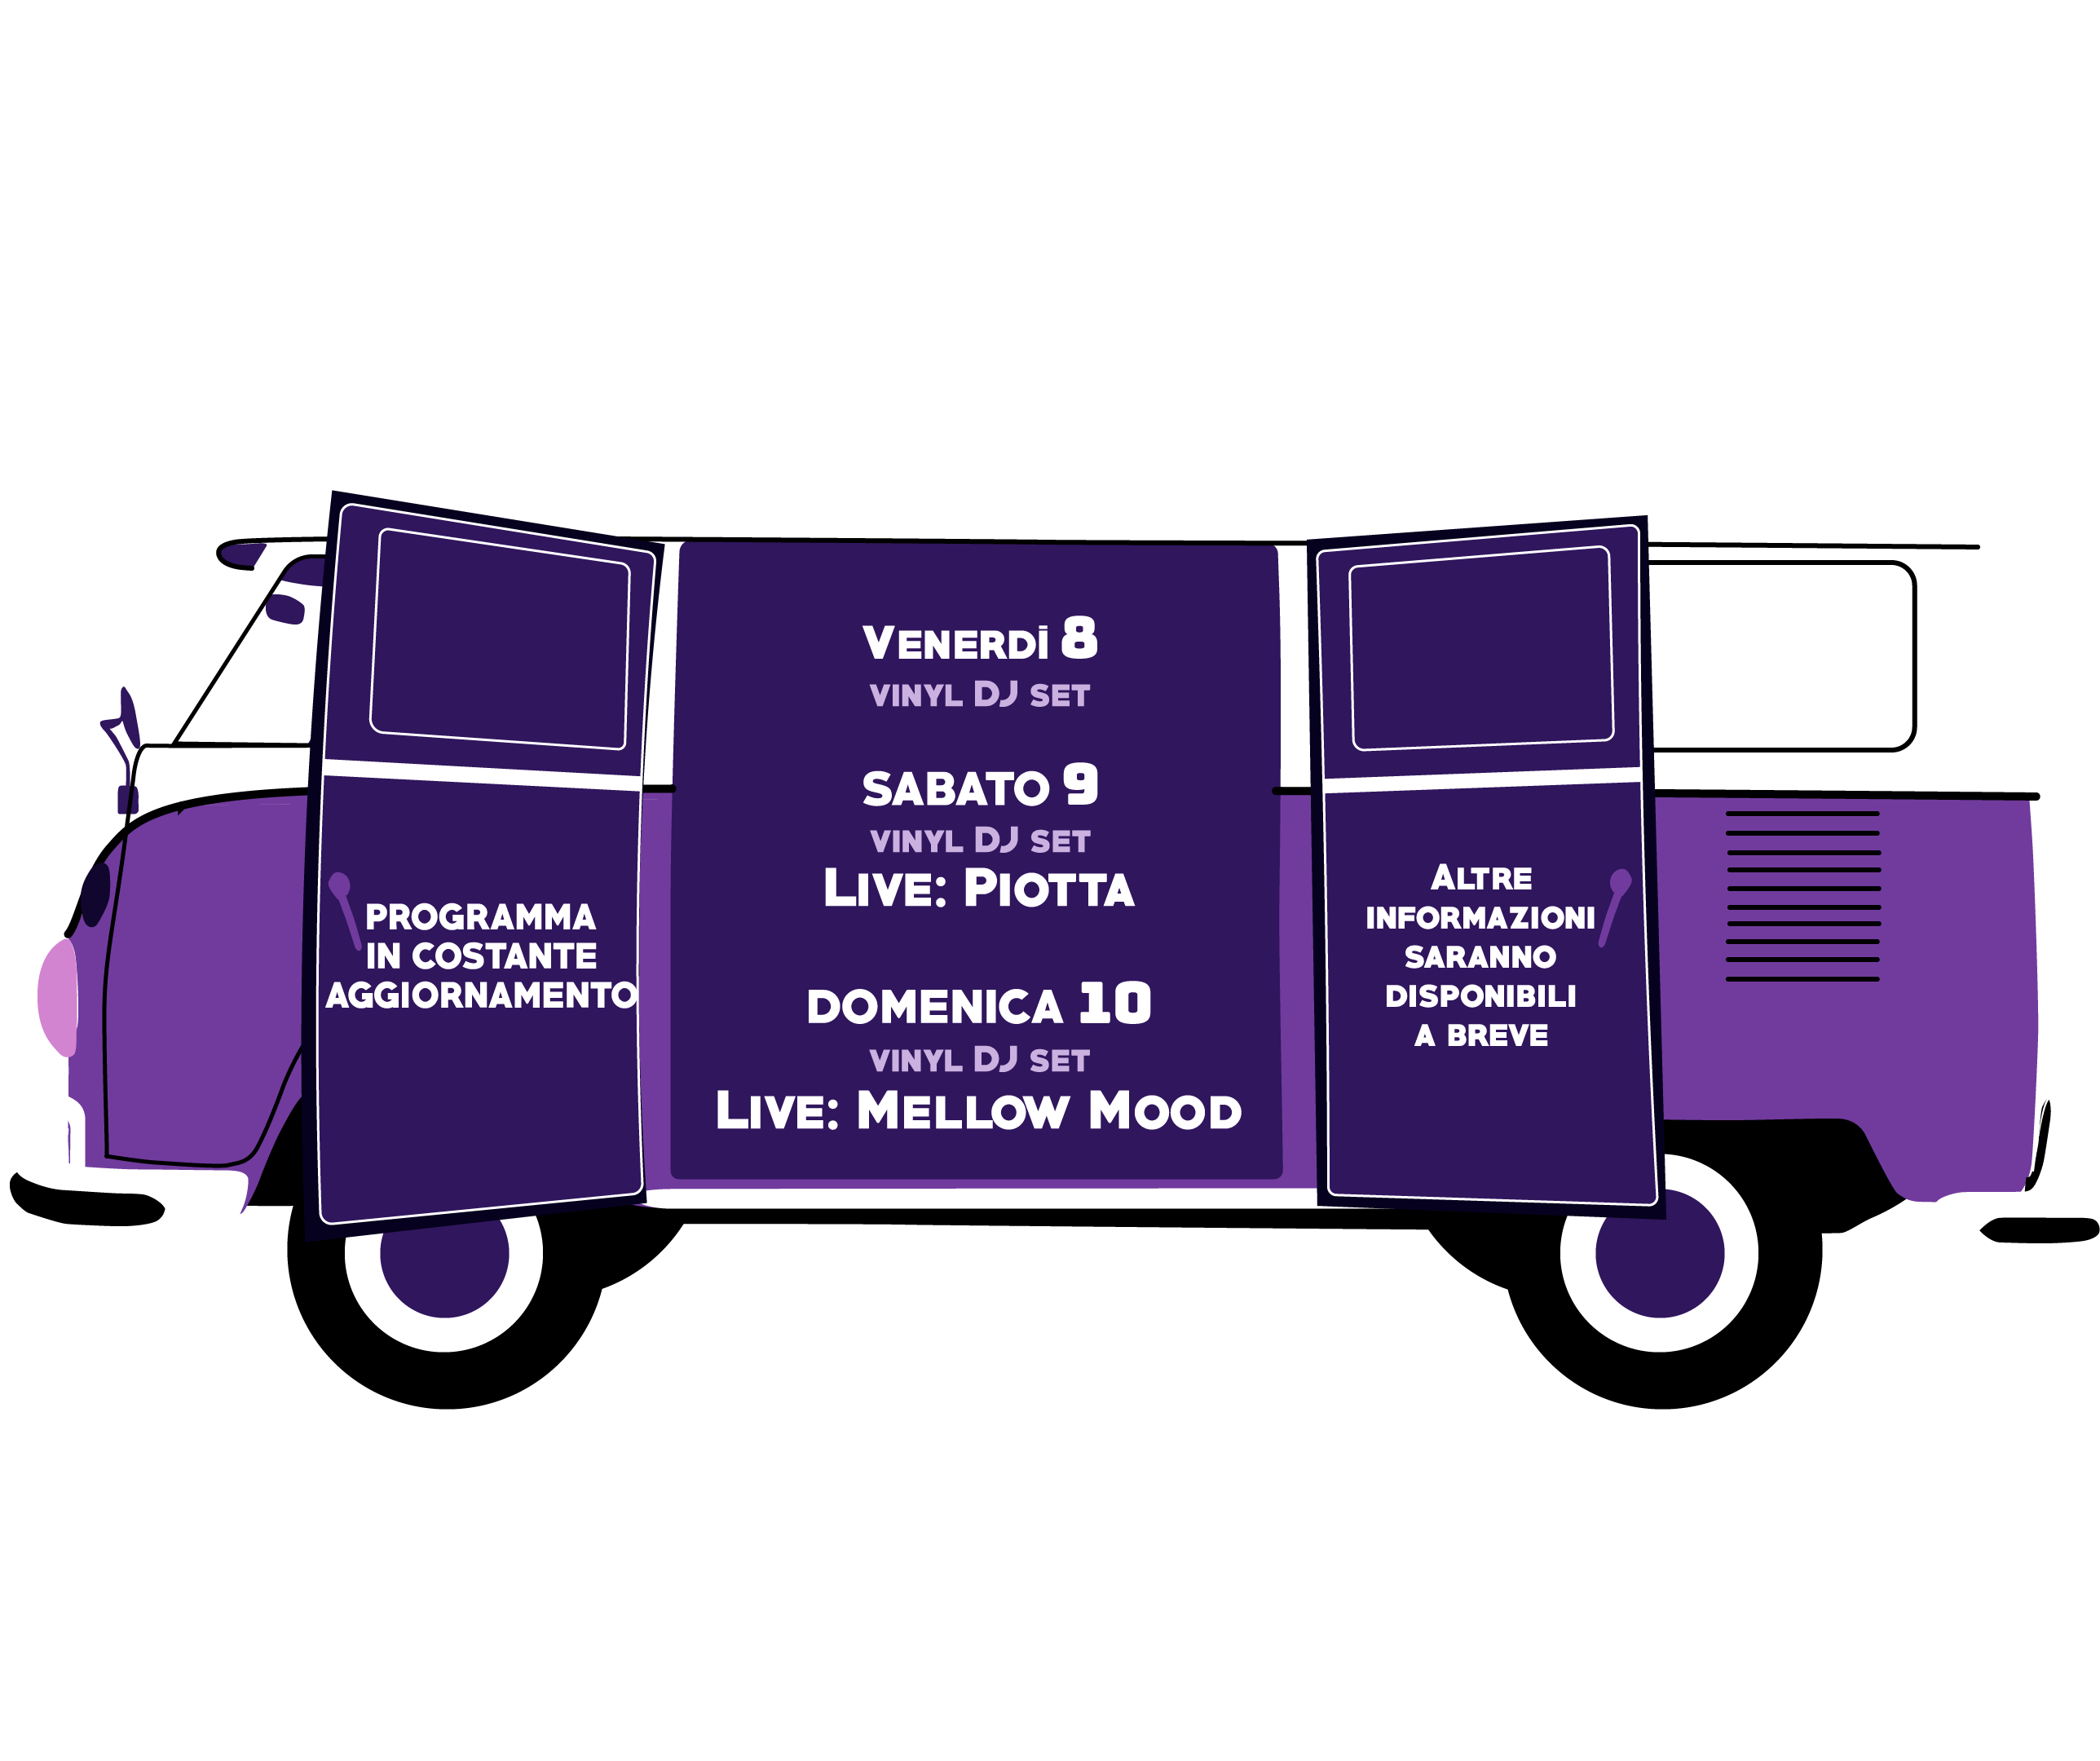 PROGRAMMA
IN COSTANTE
AGGIORNAMENTO
VENERDÌ 8
VINYL DJ SET
SABATO 9
VINYL DJ SET
LIVE: PIOTTA
DOMENICA 10
VINYL DJ SET
LIVE: MELLOW MOOD
ALTRE
INFORMAZIONI
SARANNO
DISPONIBILI
A BREVE